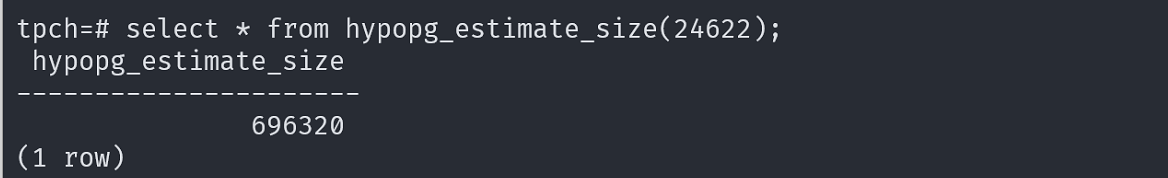 tpch=# select * from hypopg_estimate_size(24622);
 hypopg_estimate_size
----------------------
               696320
(1 row)